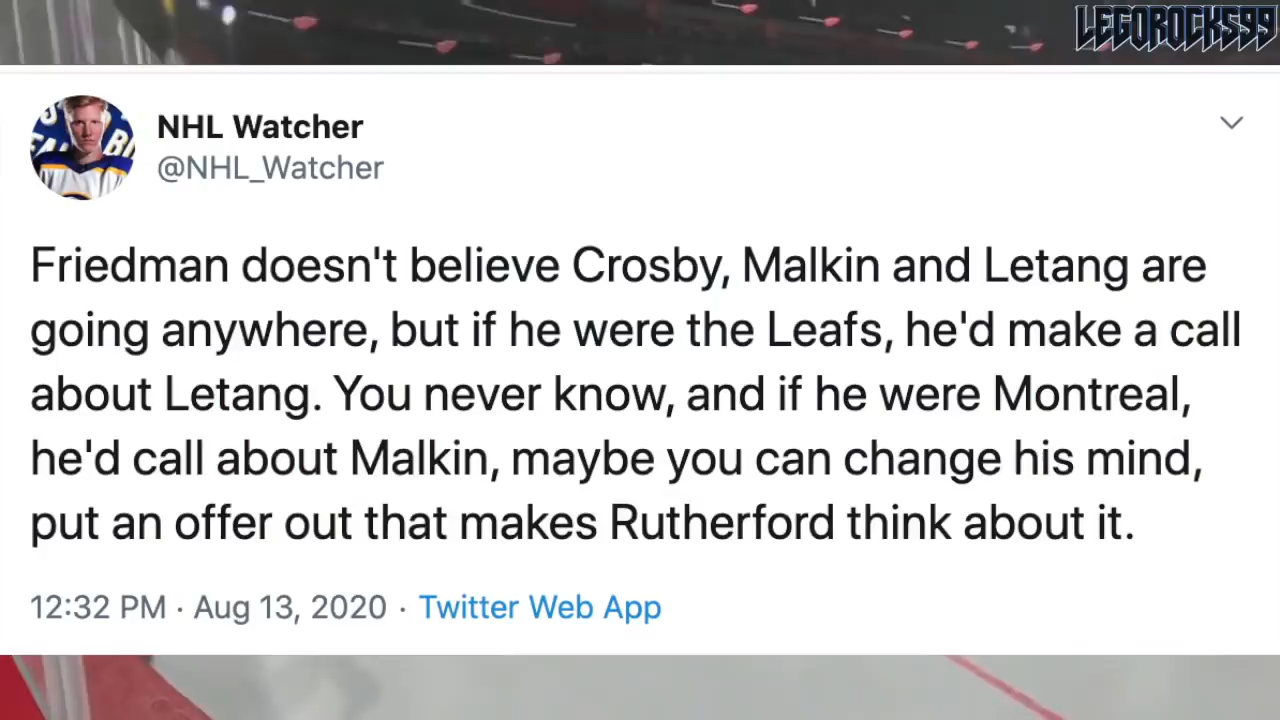 LEGOROCKS99
NHL Watcher
@NHL_Watcher
Friedman doesn't believe Crosby, Malkin and Letang are
going anywhere, but if he were the Leafs, he'd make a call
about Letang. You never know, and if he were Montreal,
he'd call about Malkin, maybe you can change his mind,
put an offer out that makes Rutherford think about it.
12:32 PM · Aug 13, 2020 · Twitter Web App